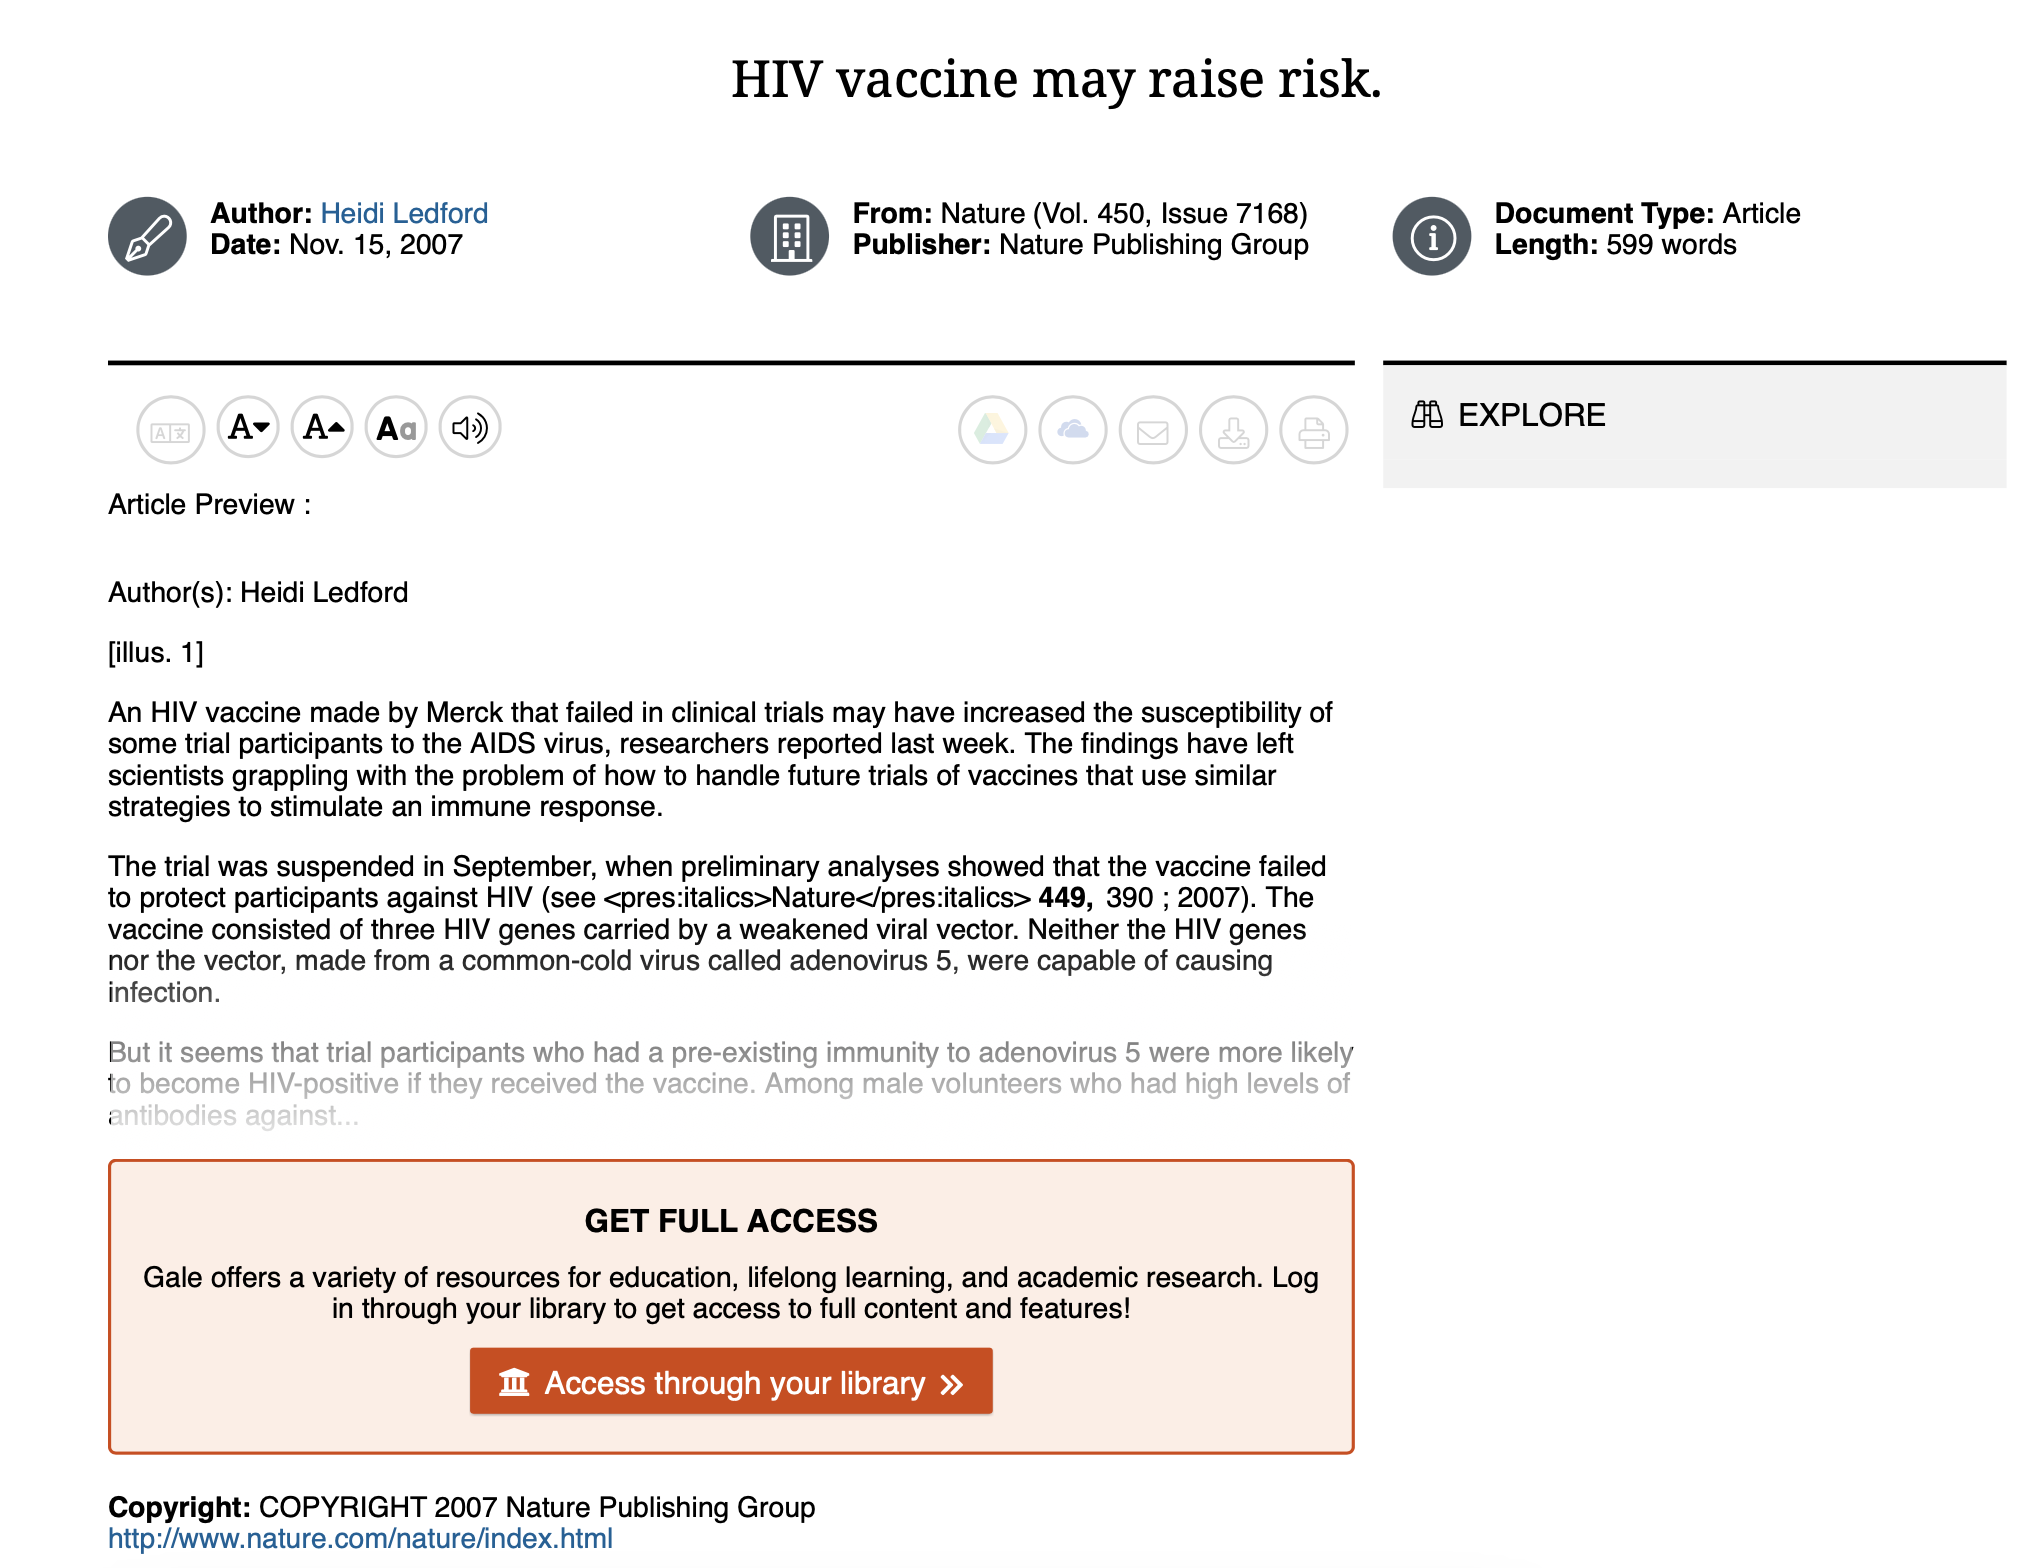 HIV vaccine may raise risk.
Author: Heidi Ledford
Date: Nov. 15, 2007
From: Nature (Vol. 450, Issue 7168)
Publisher: Nature Publishing Group
Document Type: Article
Length: 599 words
EXPLORE
Article Preview :
Author(s): Heidi Ledford
[illus. 1]
An HIV vaccine made by Merck that failed in clinical trials may have increased the susceptibility of
some trial participants to the AIDS virus, researchers reported last week. The findings have left
scientists grappling with the problem of how to handle future trials of vaccines that use similar
strategies to stimulate an immune response.
The trial was suspended in September, when preliminary analyses showed that the vaccine failed
to protect participants against HIV (see <pres:italics>Nature</pres:italics> 449, 390 ; 2007). The
vaccine consisted of three HIV genes carried by a weakened viral vector. Neither the HIV genes
nor the vector, made from a common-cold virus called adenovirus 5, were capable of causing
infection.
But it seems that trial participants who had a pre-existing immunity to adenovirus 5 were more likely
to become HIV-positive if they received the vaccine. Among male volunteers who had high levels of
antibodies against...
GET FULL ACCESS
Gale offers a variety of resources for education, lifelong learning, and academic research. Log
in through your library to get access to full content and features!
Access through your library »
Copyright: COPYRIGHT 2007 Nature Publishing Group
http://www.nature.com/nature/index.html